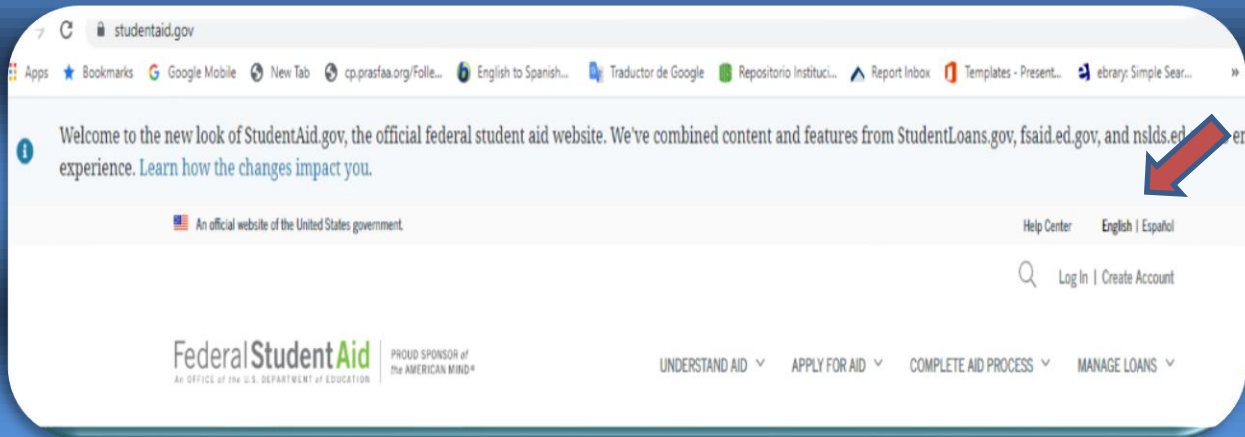 studentaid.gov
Apps Bookmarks Google Mobile New Tab cp.prasfaa.org/Folle... English to Spanish... Traductor de Google Repositorio Instituci... Report Inbox Templates - Present... ebrary: Simple Sear... »
Welcome to the new look of StudentAid.gov, the official federal student aid website. We've combined content and features from StudentLoans.gov, fsaid.ed.gov, and nslds.ed
experience. Learn how the changes impact you.
An official website of the United States government. Help Center English | Español
Log In | Create Account
Federal Student Aid PROUD SPONSOR of
An OFFICE of the U.S. DEPARTMENT of EDUCATION the AMERICAN MIND®
UNDERSTAND AID APPLY FOR AID COMPLETE AID PROCESS MANAGE LOANS